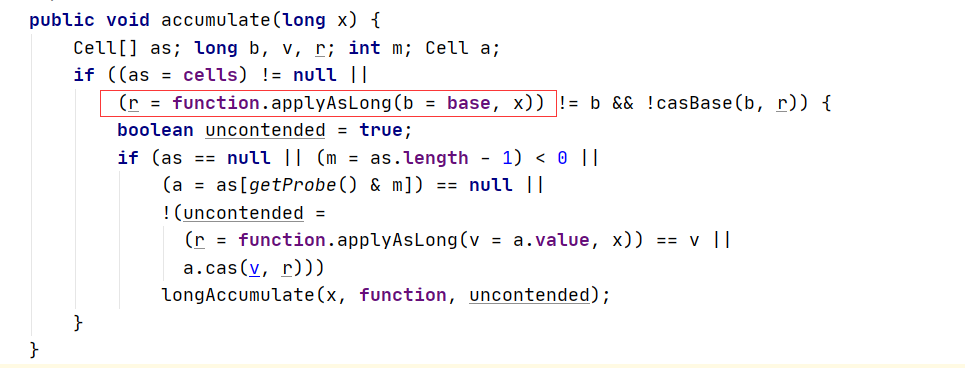 public void accumulate(long x) {
    Cell[] as; long b, v, r; int m; Cell a;
    if ((as = cells) != null ||
        (r = function.applyAsLong(b = base, x)) != b && !casBase(b, r)) {
        boolean uncontended = true;
        if (as == null || (m = as.length - 1) < 0 ||
            (a = as[getProbe() & m]) == null ||
            !(uncontended =
              (r = function.applyAsLong(v = a.value, x)) == v ||
              a.cas(v, r)))
            longAccumulate(x, function, uncontended);
    }
}